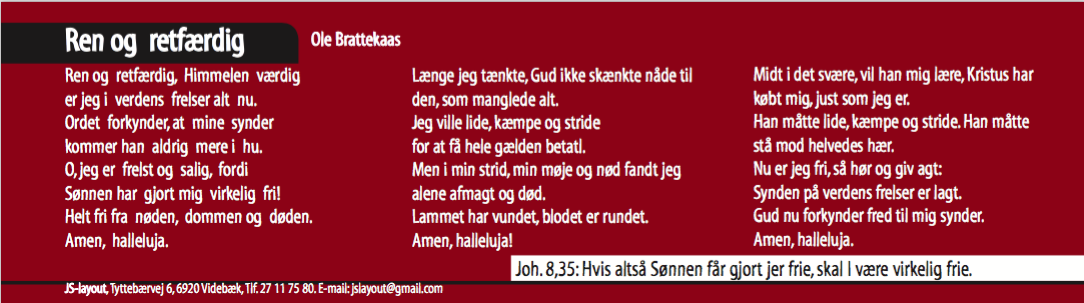 Ren og retfærdig
Ole Brattekaas
Ren og retfærdig, Himmelen værdig
er jeg i verdens frelser alt nu.
Ordet forkynder, at mine synder
kommer han aldrig mere i hu.
O, jeg er frelst og salig, fordi
Sønnen har gjort mig virkelig fri!
Helt fri fra nøden, dommen og døden.
Amen, halleluja.
Længe jeg tænkte, Gud ikke skænkte nåde til
den, som manglede alt.
Jeg ville lide, kæmpe og stride
for at få hele gælden betatl.
Men i min strid, min møje og nød fandt jeg
alene afmagt og død.
Lammet har vundet, blodet er rundet.
Amen, halleluja!
Midt i det svære, vil han mig lære, Kristus har
købt mig, just som jeg er.
Han måtte lide, kæmpe og stride. Han måtte
stå mod helvedes hær.
Nu er jeg fri, så hør og giv agt:
Synden på verdens frelser er lagt.
Gud nu forkynder fred til mig synder.
Amen, halleluja.
Joh. 8,35: Hvis altså Sønnen får gjort jer frie, skal I være virkelig frie.
JS-layout, Tyttebærvej 6, 6920 Videbæk, Tlf. 27 11 75 80. E-mail: jslayout@gmail.com